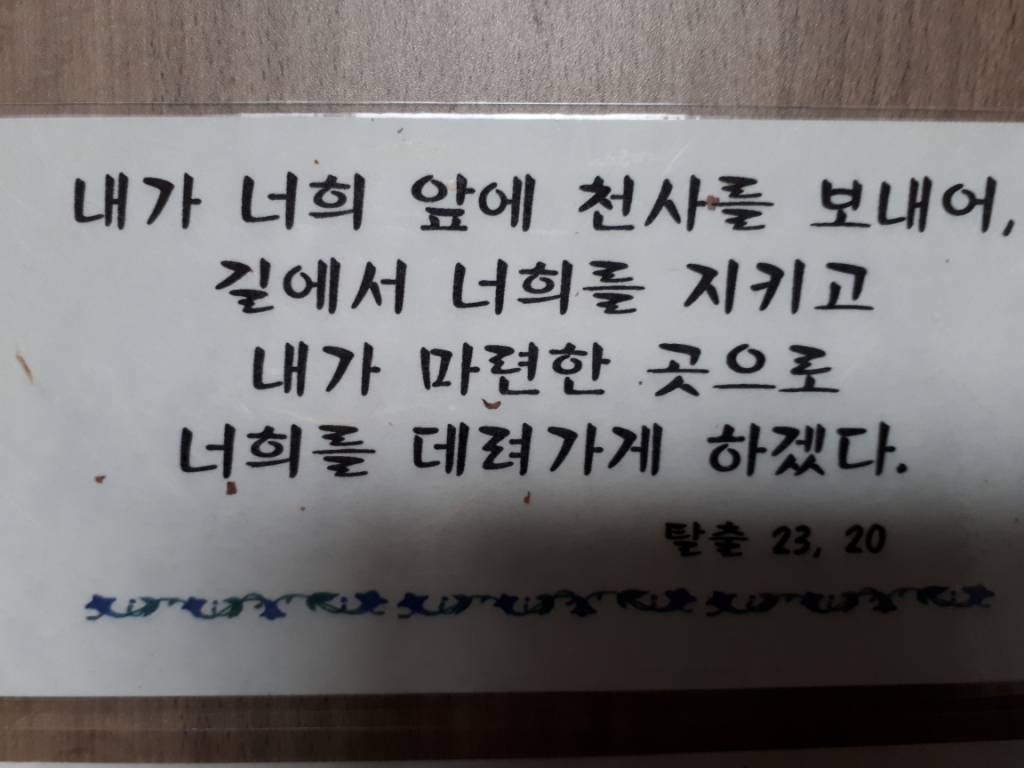 내가 너희 앞에 천사를 보내어,
길에서 너희를 지키고
내가 마련한 곳으로
너희를 데려가게 하겠다.
탈출 23, 20